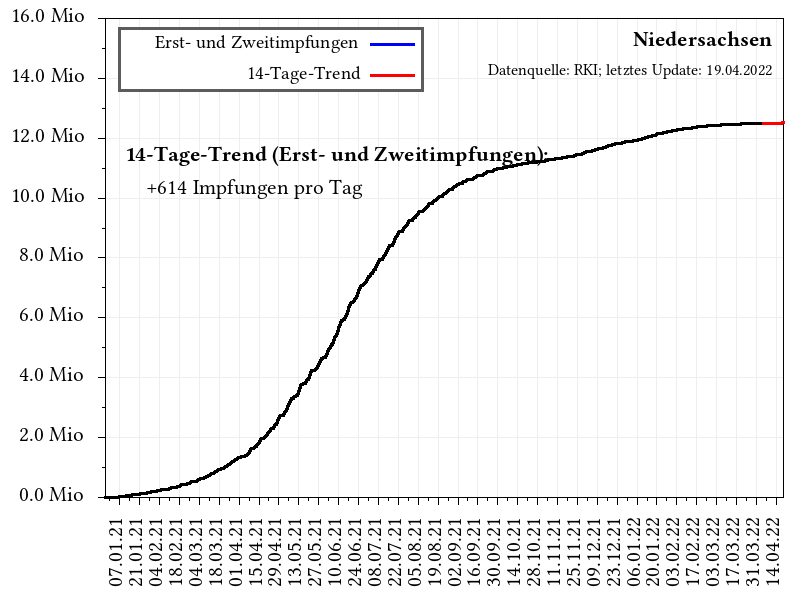 16.0 Mio
14.0 Mio
12.0 Mio
10.0 Mio
8.0 Mio
6.0 Mio
4.0 Mio
2.0 Mio
0.0 Mio
Erst- und Zweitimpfungen
14-Tage-Trend
Niedersachsen
Datenquelle: RKI; letztes Update: 19.04.2022
14-Tage-Trend (Erst- und Zweitimpfungen):
+614 Impfungen pro Tag
07.01.21
21.01.21
04.02.21
18.02.21
04.03.21
18.03.21
01.04.21
15.04.21
29.04.21
13.05.21
27.05.21
10.06.21
24.06.21
08.07.21
22.07.21
05.08.21
19.08.21
02.09.21
16.09.21
30.09.21
14.10.21
28.10.21
11.11.21
25.11.21
09.12.21
23.12.21
06.01.22
20.01.22
03.02.22
17.02.22
03.03.22
17.03.22
31.03.22
14.04.22